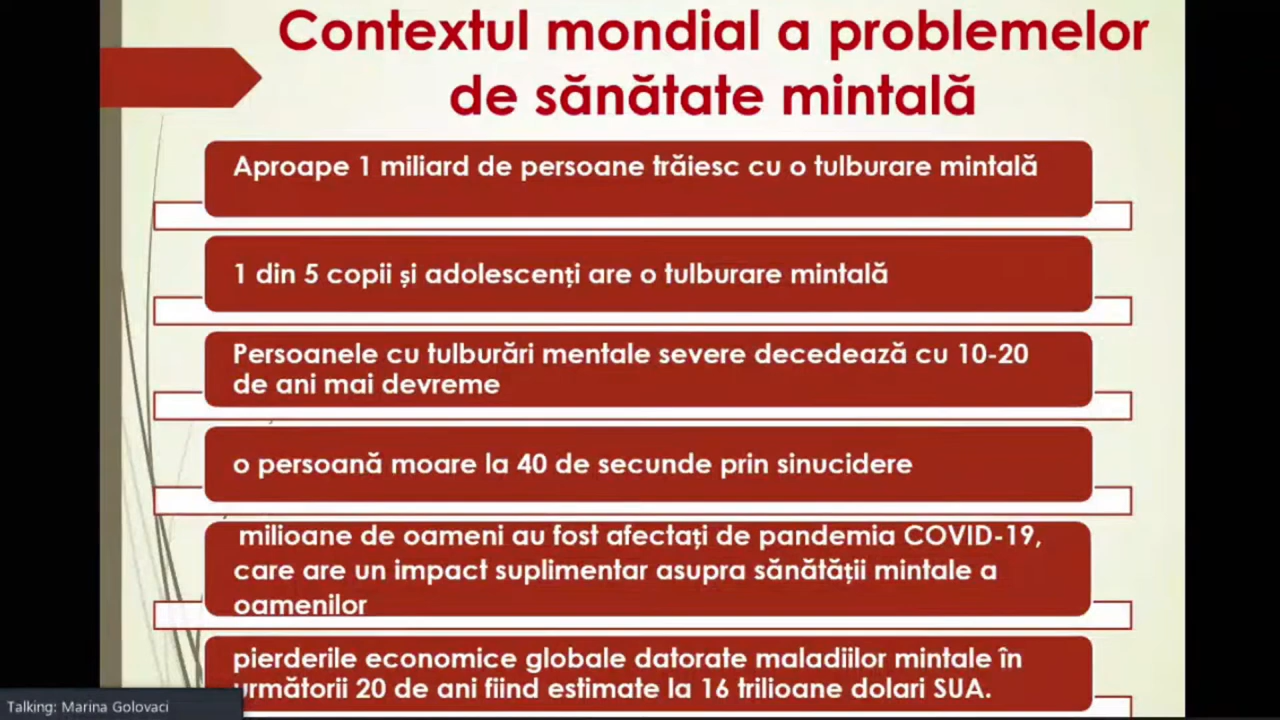 Contextul mondial a problemelor
de sănătate mintală
Aproape 1 miliard de persoane trăiesc cu o tulburare mintală
1 din 5 copii și adolescenți are o tulburare mintală
Persoanele cu tulburări mentale severe decedează cu 10-20
de ani mai devreme
o persoană moare la 40 de secunde prin sinucidere
milioane de oameni au fost afectați de pandemia COVID-19,
care are un impact suplimentar asupra sănătății mintale a
oamenilor
pierderile economice globale datorate maladiilor mintale în
următorii 20 de ani fiind estimate la 16 trilioane dolari SUA.
Talking: Marina Golovaci